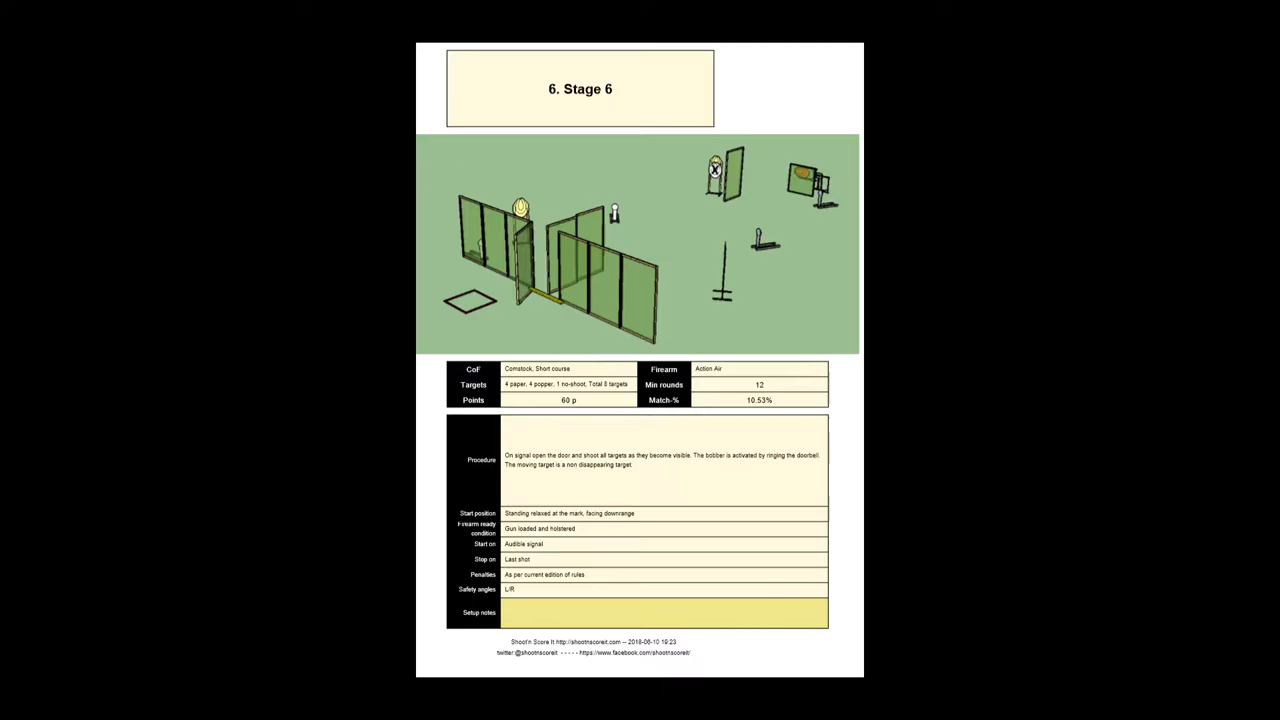 6. Stage 6
X
CoF Comstock, Short course Firearm Action Air
Targets 4 paper, 4 popper, 1 no-shoot, Total 8 targets Min rounds 12
Points 60 p Match-% 10.53%
Procedure On signal open the door and shoot all targets as they become visible. The bobber is activated by ringing the doorbell.
The moving target is a non disappearing target
Start position Standing relaxed at the mark, facing downrange
Firearm ready condition Gun loaded and holstered
Start on Audible signal
Stop on Last shot
Penalties As per current edition of rules
Safety angles L/R
Setup notes
Shoot'n Score It http://shootnscoreit.com -- 2018-06-10 19:23
twitter:@shootnscoreit - - - - - https://www.facebook.com/shootnscoreit/